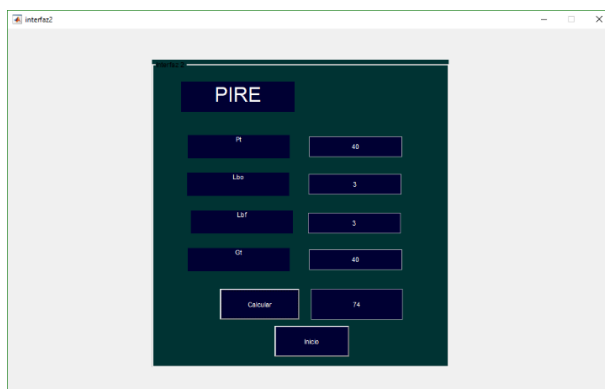 interfaz2
PIRE
Pt
40
Lbo
3
Lbf
3
Gt
40
Calcular
74
Inicio